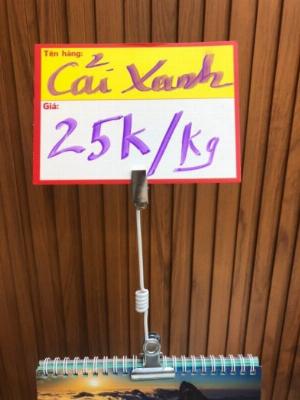 Tên hàng:
Cải Xanh
Giá:
25k/kg